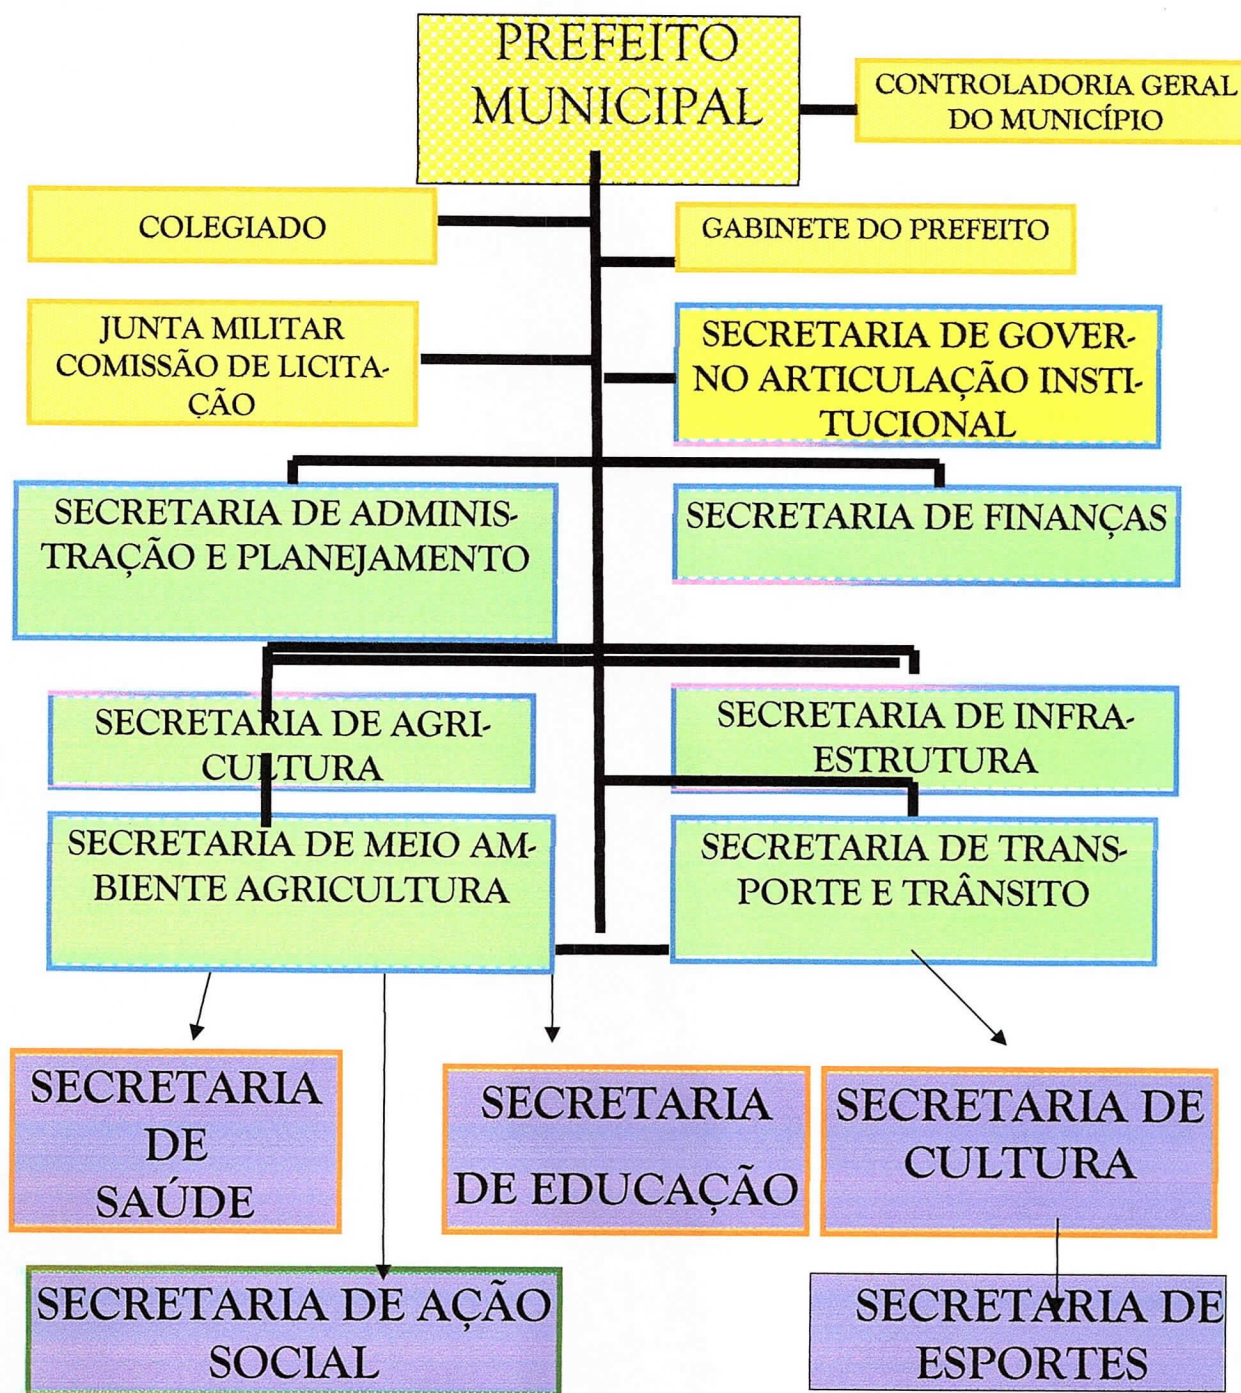 PREFEITO
MUNICIPAL
CONTROLADORIA GERAL
DO MUNICÍPIO
COLEGIADO
GABINETE DO PREFEITO
JUNTA MILITAR
COMISSÃO DE LICITA-
ÇÃO
SECRETARIA DE GOVER-
NO ARTICULAÇÃO INSTI-
TUCIONAL
SECRETARIA DE ADMINIS-
TRAÇÃO E PLANEJAMENTO
SECRETARIA DE FINANÇAS
SECRETARIA DE AGRI-
CULTURA
SECRETARIA DE INFRA-
ESTRUTURA
SECRETARIA DE MEIO AM-
BIENTE AGRICULTURA
SECRETARIA DE TRANS-
PORTE E TRÂNSITO
SECRETARIA
DE
SAÚDE
SECRETARIA
DE EDUCAÇÃO
SECRETARIA DE
CULTURA
SECRETARIA DE AÇÃO
SOCIAL
SECRETARIA DE
ESPORTES